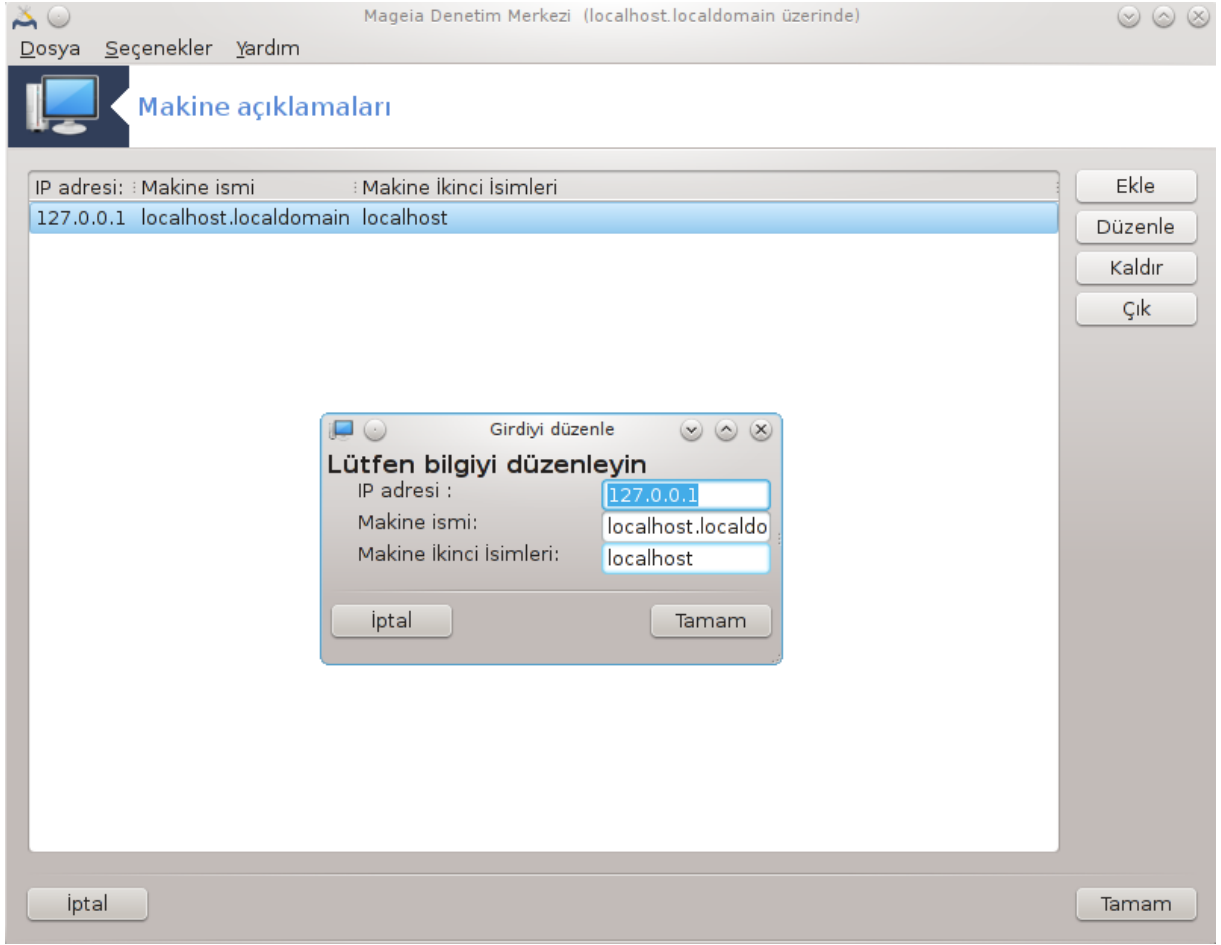 Mageia Denetim Merkezi (localhost.localdomain üzerinde)
Dosya Seçenekler Yardım
Makine açıklamaları
IP adresi: Makine ismi Makine İkinci İsimleri
127.0.0.1 localhost.localdomain localhost
Ekle
Düzenle
Kaldır
Çık
Girdiyi düzenle
Lütfen bilgiyi düzenleyin
IP adresi : 127.0.0.1
Makine ismi: localhost.localdo
Makine İkinci İsimleri: localhost
İptal Tamam
İptal Tamam